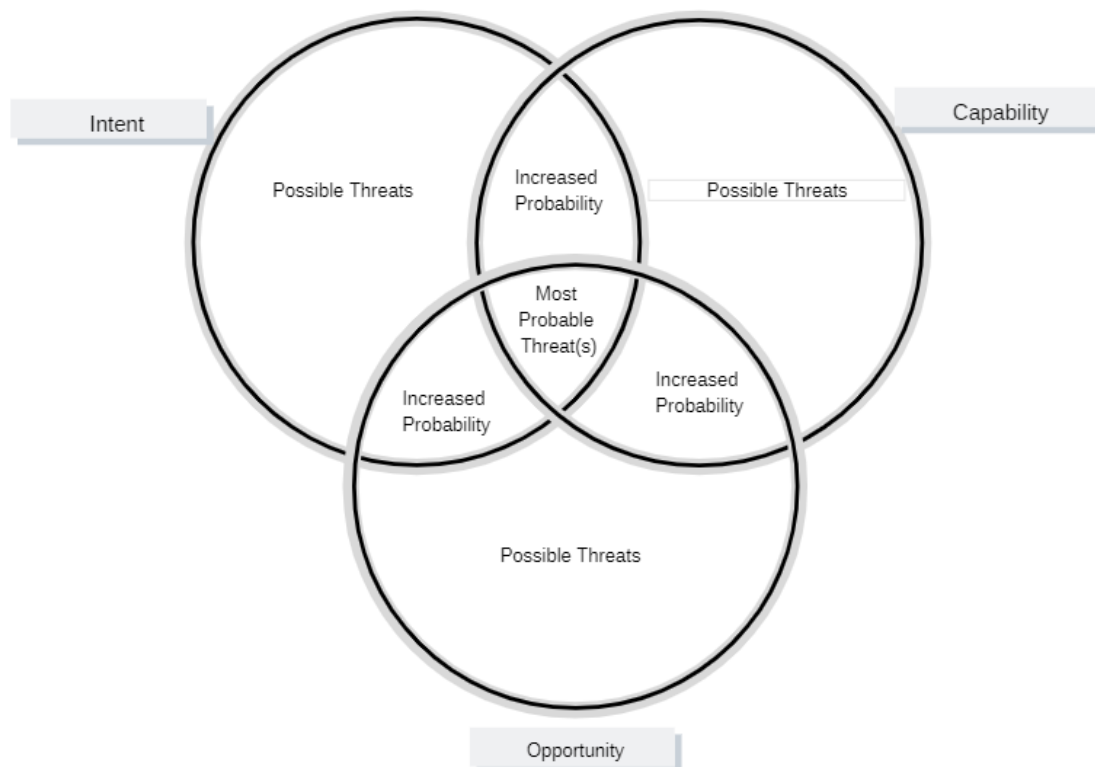 Intent
Capability
Possible Threats
Increased
Probability
Possible Threats
Most
Probable
Threat(s)
Increased
Probability
Increased
Probability
Possible Threats
Opportunity